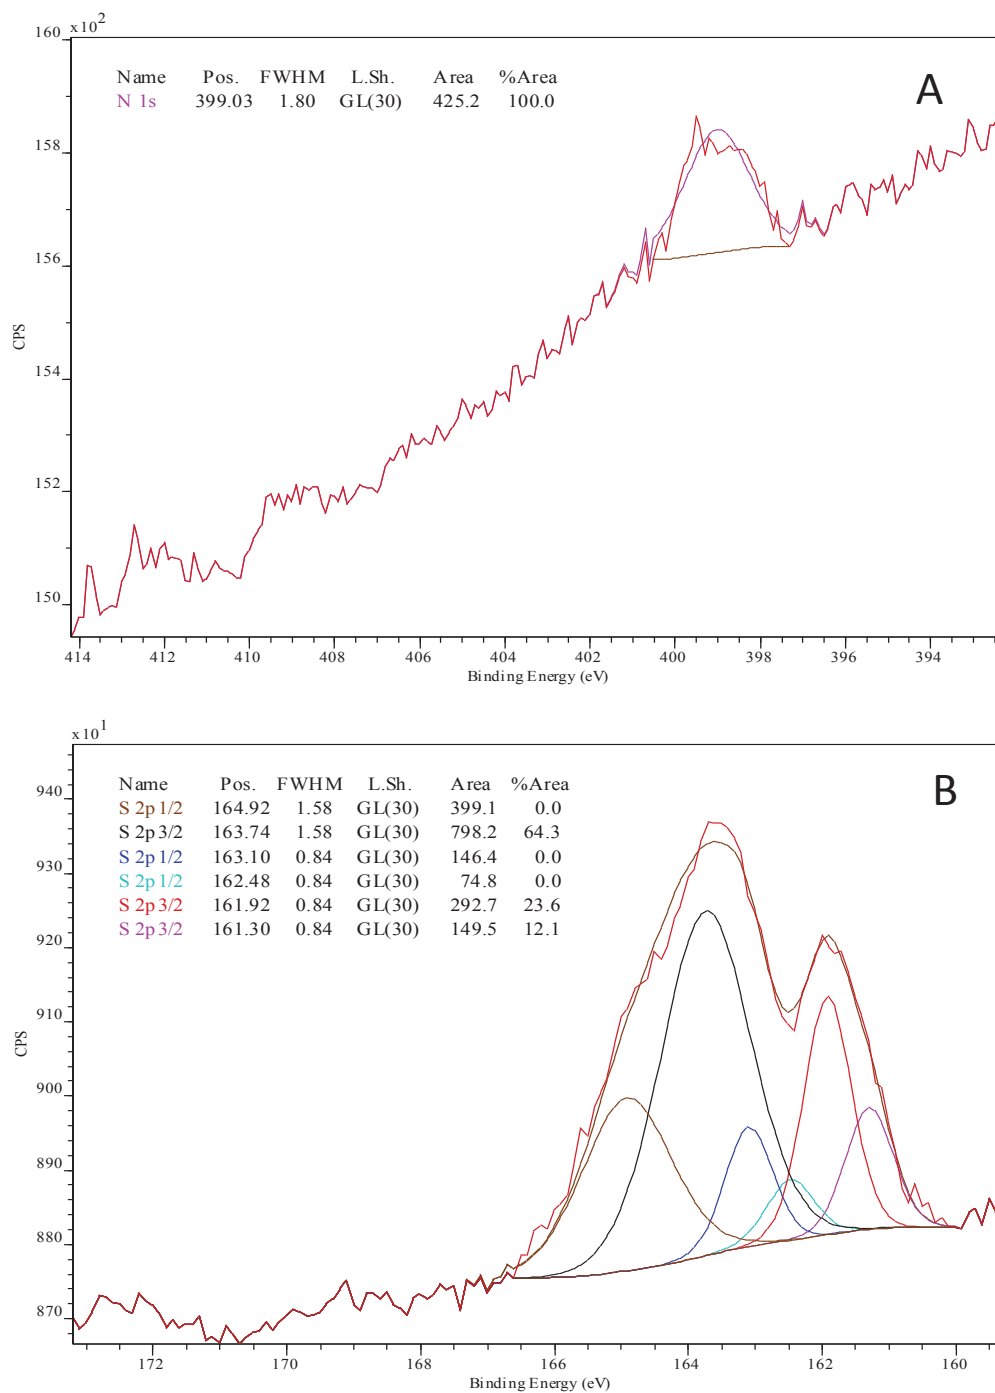 160 x10²
Name Pos. FWHM L.Sh. Area %Area
N 1s 399.03 1.80 GL(30) 425.2 100.0
A
158
156
CPS
154
152
150
414 412 410 408 406 404 402 400 398 396 394
Binding Energy (eV)
x10¹
Name Pos. FWHM L.Sh. Area %Area
S 2p1/2 164.92 1.58 GL(30) 399.1 0.0
S 2p3/2 163.74 1.58 GL(30) 798.2 64.3
S 2p1/2 163.10 0.84 GL(30) 146.4 0.0
S 2p1/2 162.48 0.84 GL(30) 74.8 0.0
S 2p3/2 161.92 0.84 GL(30) 292.7 23.6
S 2p3/2 161.30 0.84 GL(30) 149.5 12.1
B
940
930
920
910
CPS
900
890
880
870
172 170 168 166 164 162 160
Binding Energy (eV)